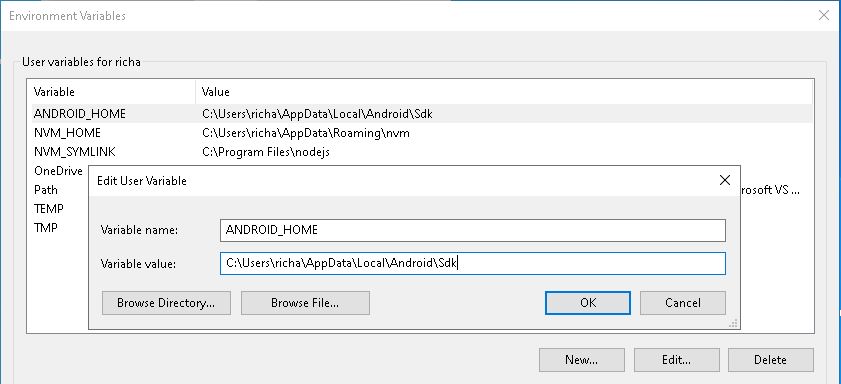 Environment Variables
User variables for richa
Variable Value
ANDROID_HOME C:\Users\richa\AppData\Local\Android\Sdk
NVM_HOME C:\Users\richa\AppData\Roaming\nvm
NVM_SYMLINK C:\Program Files\nodejs
OneDrive
Path rosoft VS ...
TEMP
TMP
Edit User Variable
Variable name: ANDROID_HOME
Variable value: C:\Users\richa\AppData\Local\Android\Sdk
Browse Directory... Browse File... OK Cancel
New... Edit... Delete